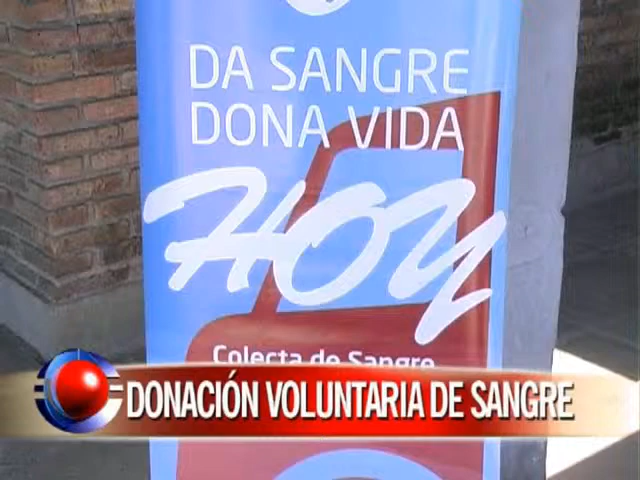 DA SANGRE
DONA VIDA
HOY
Colecta de Sangre
DONACIÓN VOLUNTARIA DE SANGRE